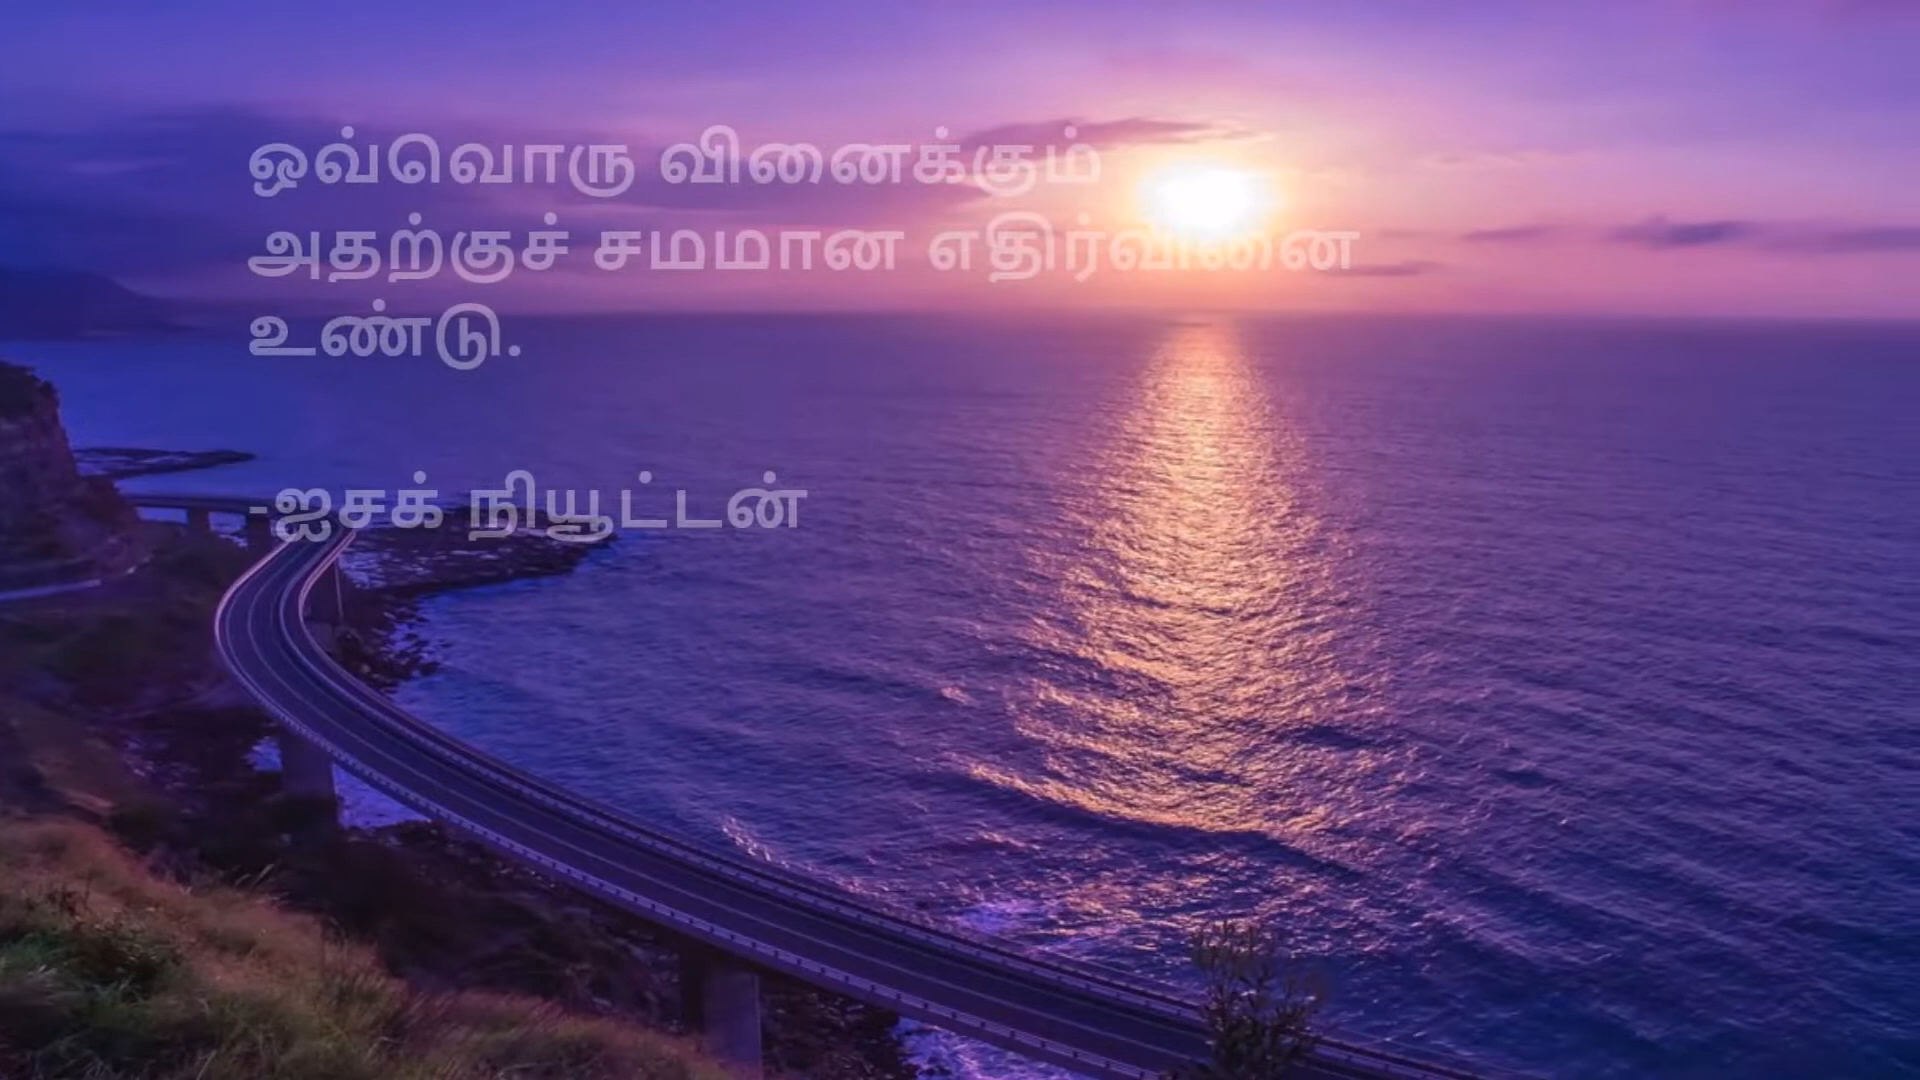 ஒவ்வொரு வினைக்கும்
அதற்குச் சமமான எதிர்வினை
உண்டு.
-ஐசக் நியூட்டன்